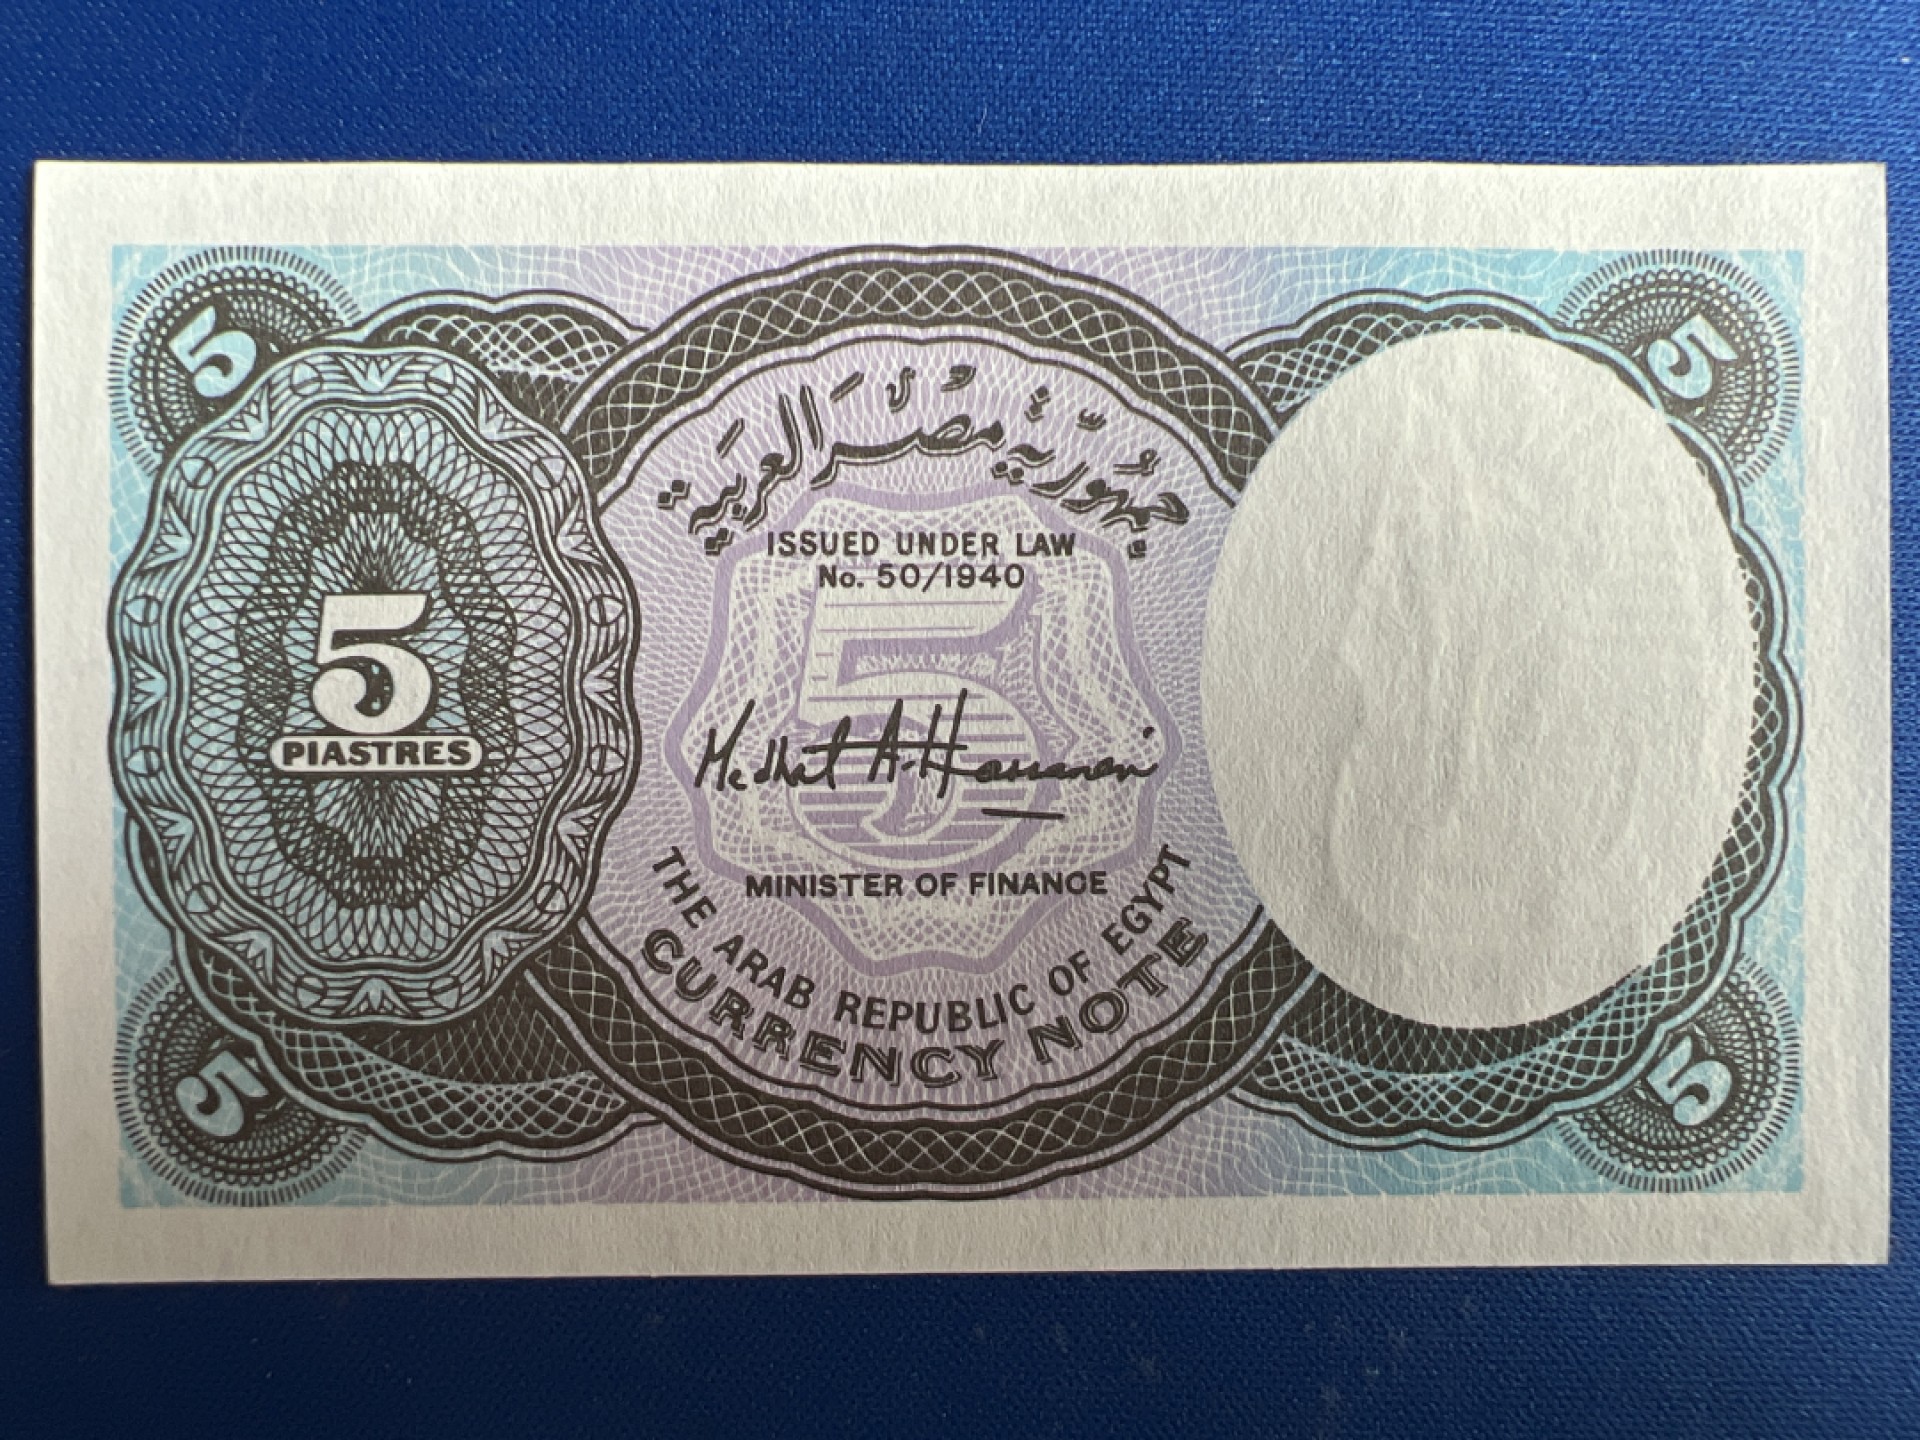 5
5
جمهورية مصر العربية
ISSUED UNDER LAW
No. 50/1940
5
5
PIASTRES
Medhat A. Hassanein
MINISTER OF FINANCE
THE ARAB REPUBLIC OF EGYPT
CURRENCY NOTE
5
5